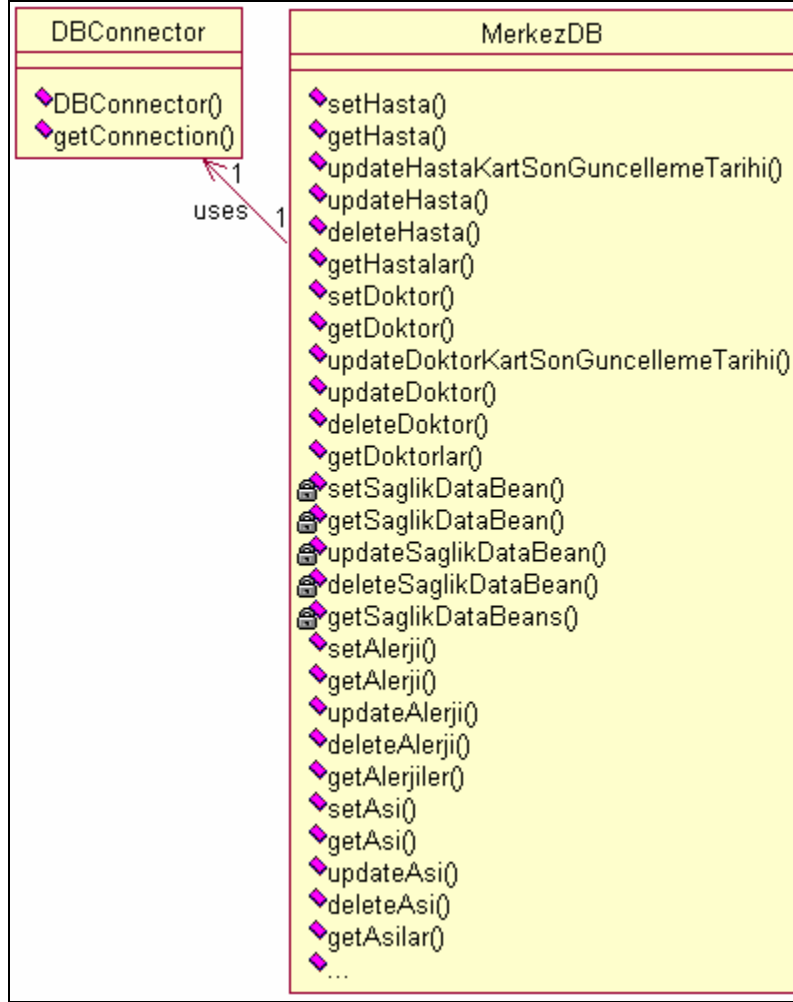 DBConnector
DBConnector()
getConnection()
1
uses
1
MerkezDB
setHasta()
getHasta()
updateHastaKartSonGuncellemeTarihi()
updateHasta()
deleteHasta()
getHastalar()
setDoktor()
getDoktor()
updateDoktorKartSonGuncellemeTarihi()
updateDoktor()
deleteDoktor()
getDoktorlar()
setSaglikDataBean()
getSaglikDataBean()
updateSaglikDataBean()
deleteSaglikDataBean()
getSaglikDataBeans()
setAlerji()
getAlerji()
updateAlerji()
deleteAlerji()
getAlerjiler()
setAsi()
getAsi()
updateAsi()
deleteAsi()
getAsilar()
...